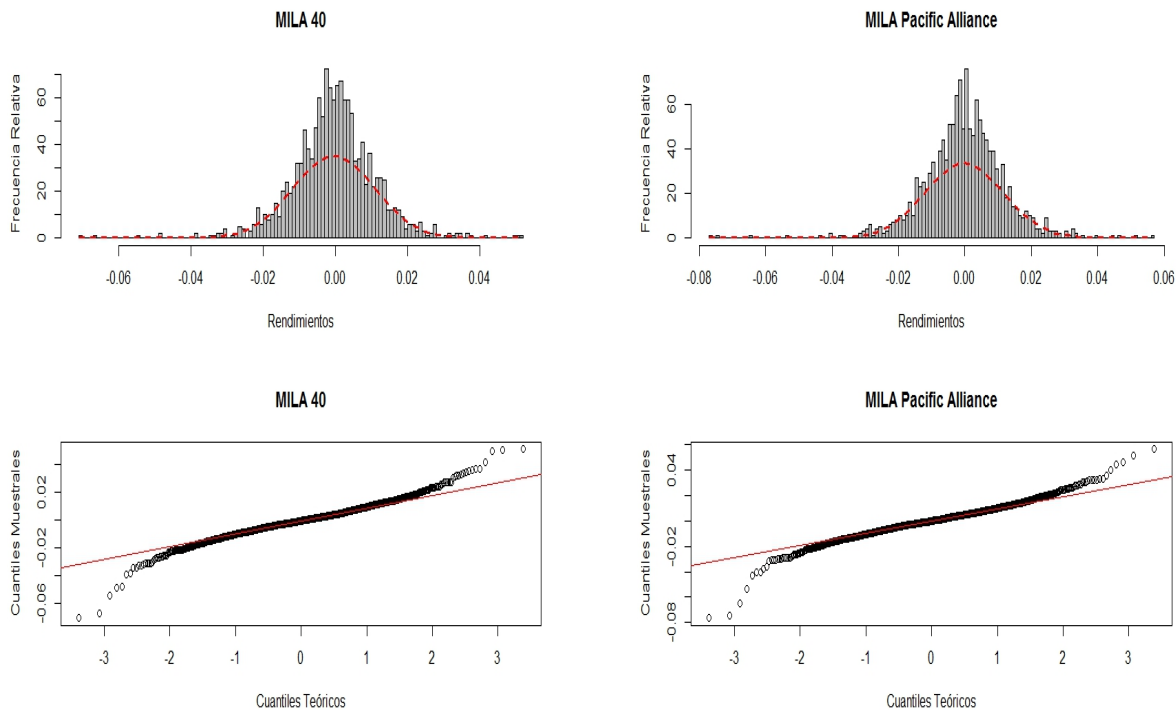 MILA 40
Frecuencia Relativa
0 20 40 60
-0.06 -0.04 -0.02 0.00 0.02 0.04
Rendimientos
MILA Pacific Alliance
Frecuencia Relativa
0 20 40 60
-0.08 -0.06 -0.04 -0.02 0.00 0.02 0.04 0.06
Rendimientos
MILA 40
Cuantiles Muestrales
-0.06 -0.02 0.02
-3 -2 -1 0 1 2 3
Cuantiles Teóricos
MILA Pacific Alliance
Cuantiles Muestrales
-0.08 -0.02 0.04
-3 -2 -1 0 1 2 3
Cuantiles Teóricos